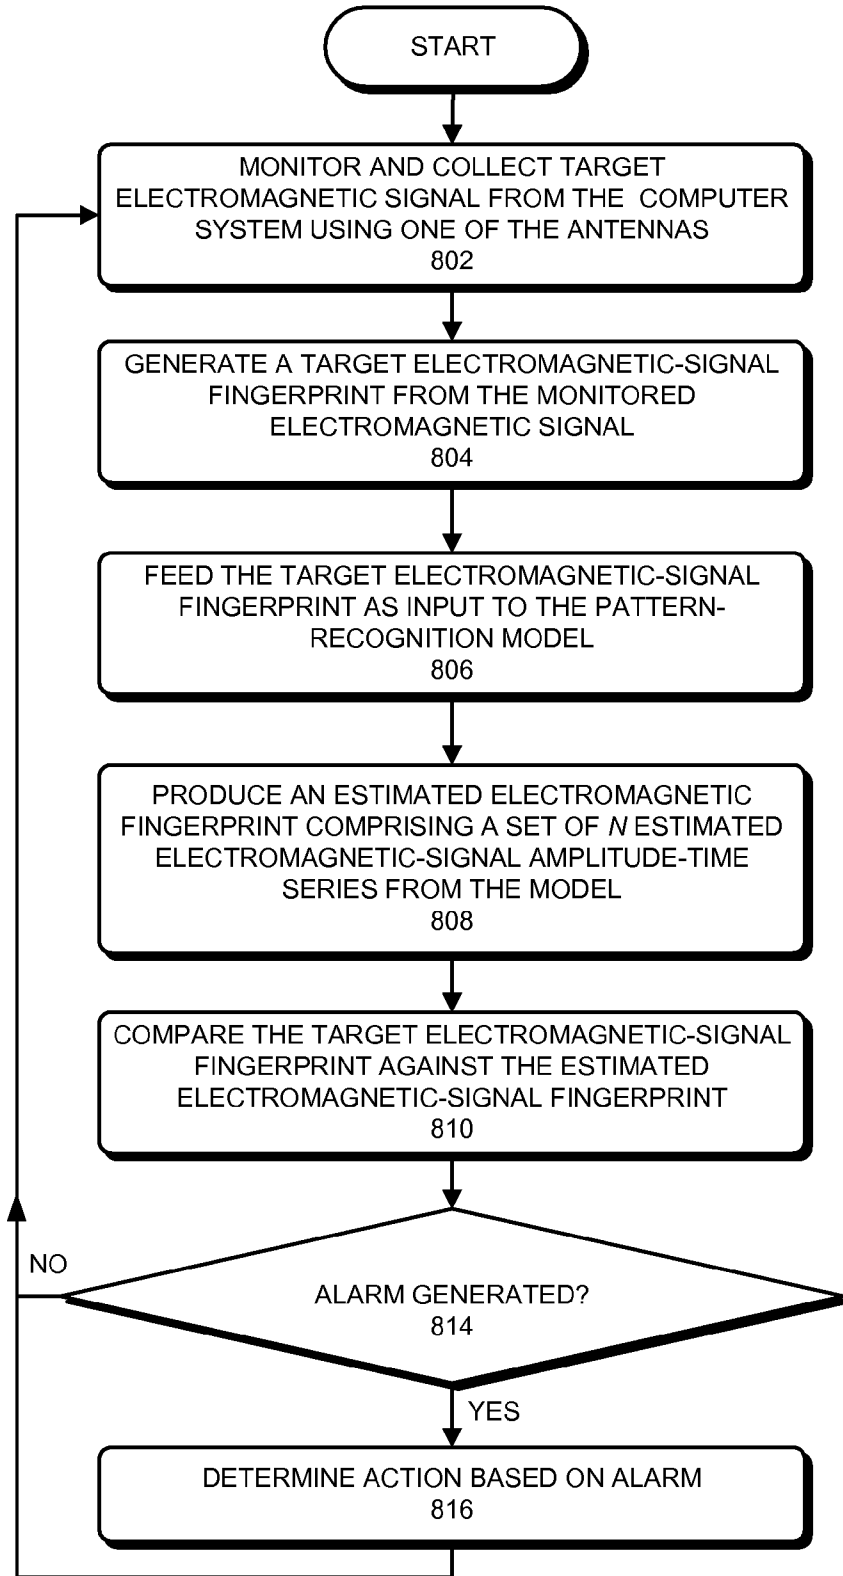 START
MONITOR AND COLLECT TARGET
ELECTROMAGNETIC SIGNAL FROM THE COMPUTER
SYSTEM USING ONE OF THE ANTENNAS
802
GENERATE A TARGET ELECTROMAGNETIC-SIGNAL
FINGERPRINT FROM THE MONITORED
ELECTROMAGNETIC SIGNAL
804
FEED THE TARGET ELECTROMAGNETIC-SIGNAL
FINGERPRINT AS INPUT TO THE PATTERN-
RECOGNITION MODEL
806
PRODUCE AN ESTIMATED ELECTROMAGNETIC
FINGERPRINT COMPRISING A SET OF N ESTIMATED
ELECTROMAGNETIC-SIGNAL AMPLITUDE-TIME
SERIES FROM THE MODEL
808
COMPARE THE TARGET ELECTROMAGNETIC-SIGNAL
FINGERPRINT AGAINST THE ESTIMATED
ELECTROMAGNETIC-SIGNAL FINGERPRINT
810
NO
ALARM GENERATED?
814
YES
DETERMINE ACTION BASED ON ALARM
816